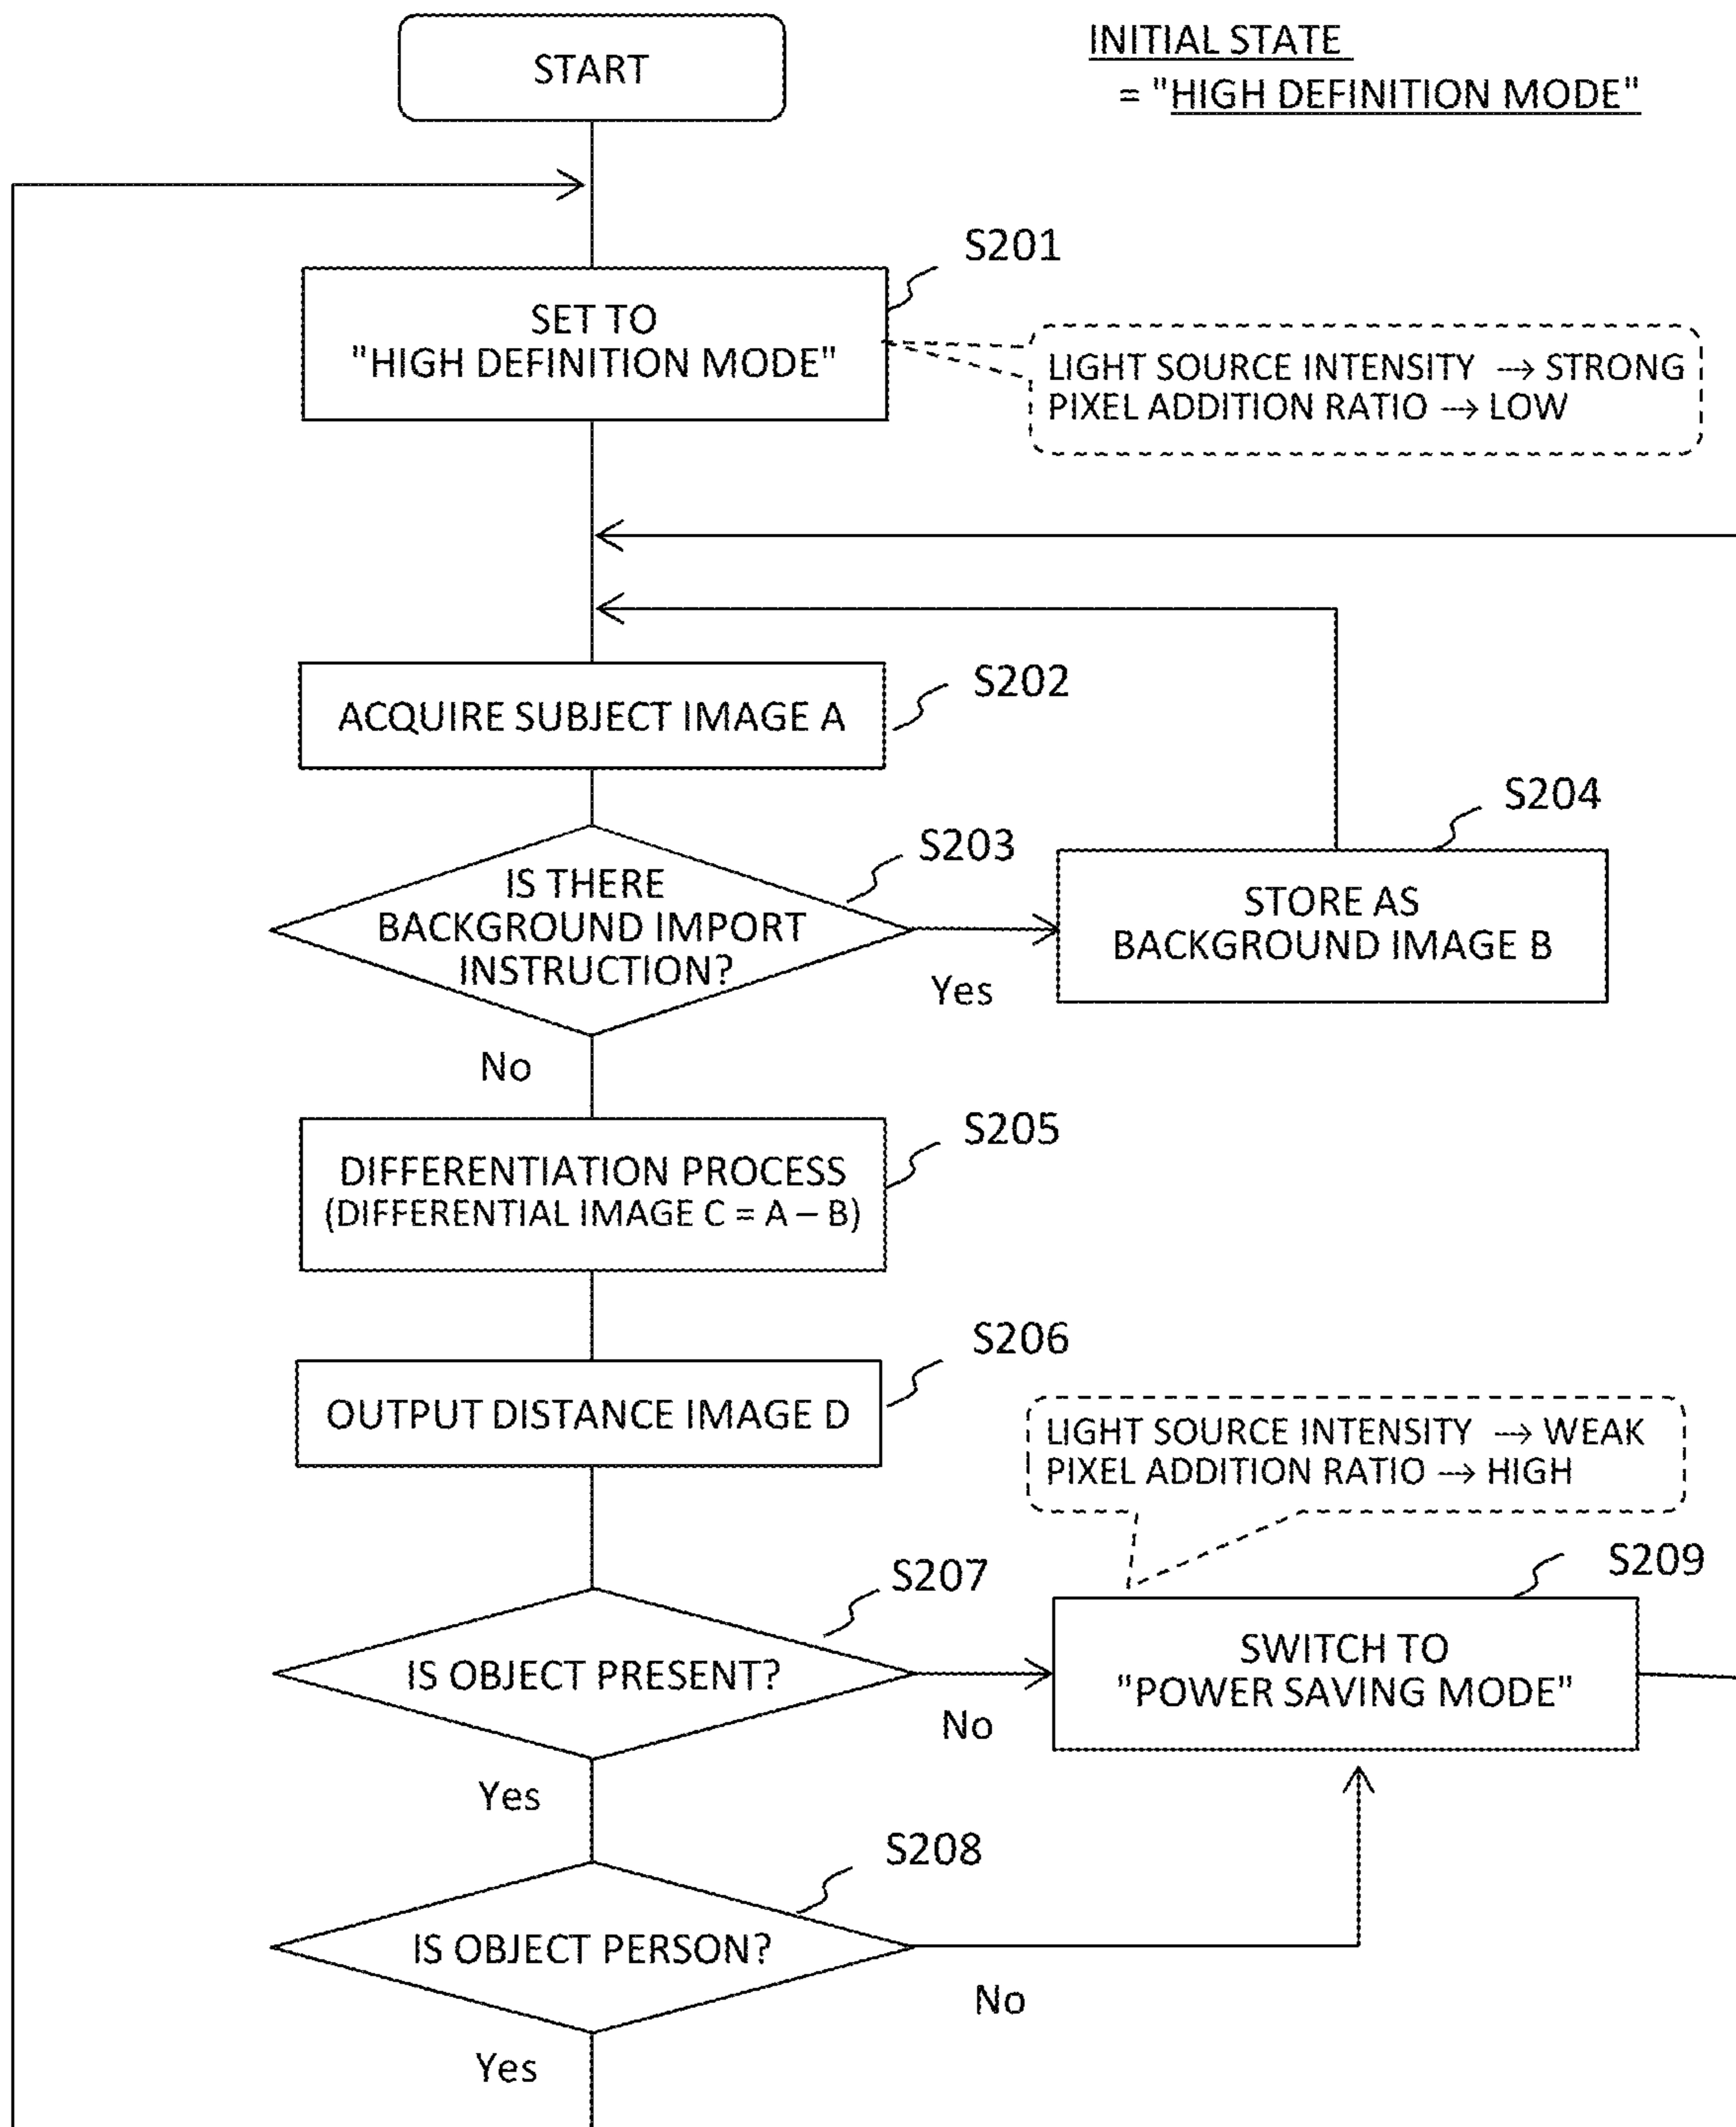 START
INITIAL STATE
= "HIGH DEFINITION MODE"
S201
SET TO
"HIGH DEFINITION MODE"
LIGHT SOURCE INTENSITY → STRONG
PIXEL ADDITION RATIO → LOW
S202
ACQUIRE SUBJECT IMAGE A
S203
IS THERE
BACKGROUND IMPORT
INSTRUCTION?
Yes
S204
STORE AS
BACKGROUND IMAGE B
No
S205
DIFFERENTIATION PROCESS
(DIFFERENTIAL IMAGE C = A – B)
S206
OUTPUT DISTANCE IMAGE D
LIGHT SOURCE INTENSITY → WEAK
PIXEL ADDITION RATIO → HIGH
S207
IS OBJECT PRESENT?
No
S209
SWITCH TO
"POWER SAVING MODE"
Yes
S208
IS OBJECT PERSON?
No
Yes